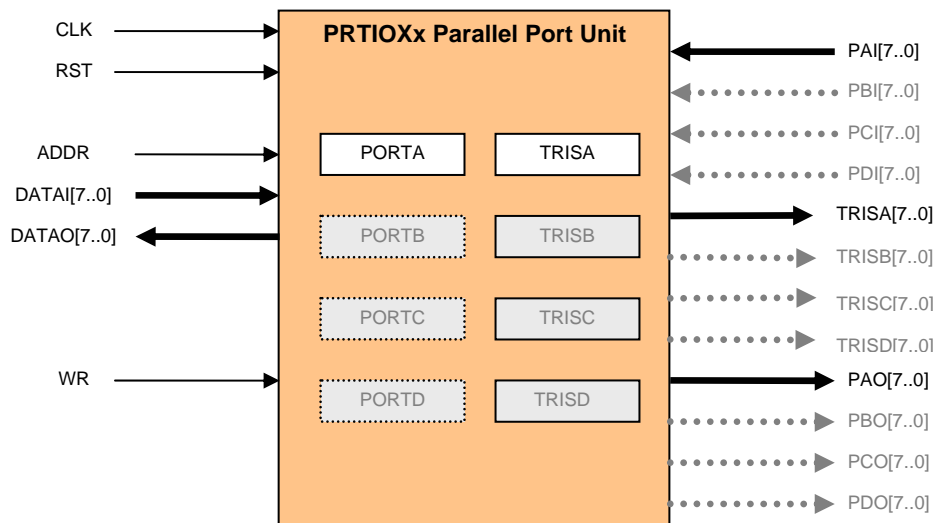 PRTIOXx Parallel Port Unit
CLK
RST
ADDR
DATAI[7..0]
DATAO[7..0]
WR
PORTA
TRISA
PORTB
TRISB
PORTC
TRISC
PORTD
TRISD
PAI[7..0]
PBI[7..0]
PCI[7..0]
PDI[7..0]
TRISA[7..0]
TRISB[7..0]
TRISC[7..0]
TRISD[7..0]
PAO[7..0]
PBO[7..0]
PCO[7..0]
PDO[7..0]